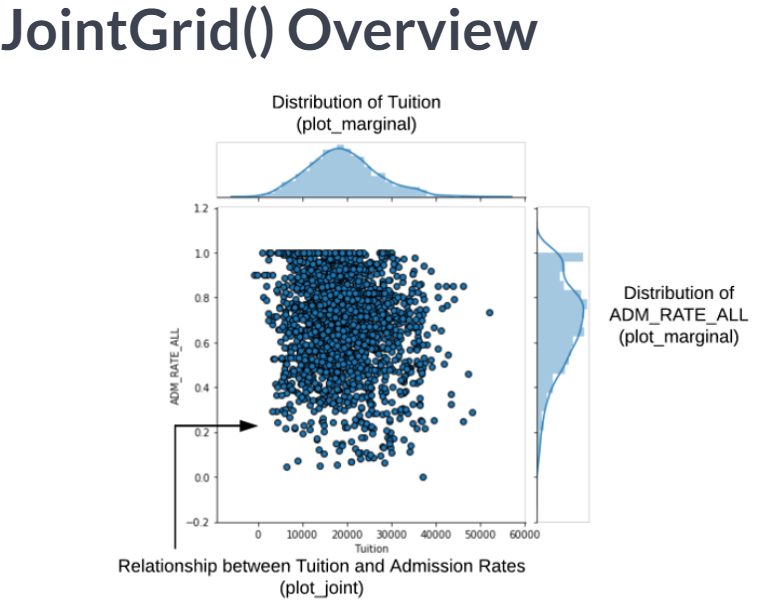 JointGrid() Overview
Distribution of Tuition
(plot_marginal)
1.2
1.0
0.8
0.6
0.4
0.2
0.0
−0.2
ADM_RATE_ALL
Distribution of
ADM_RATE_ALL
(plot_marginal)
0 10000 20000 30000 40000 50000 60000
Tuition
Relationship between Tuition and Admission Rates
(plot_joint)